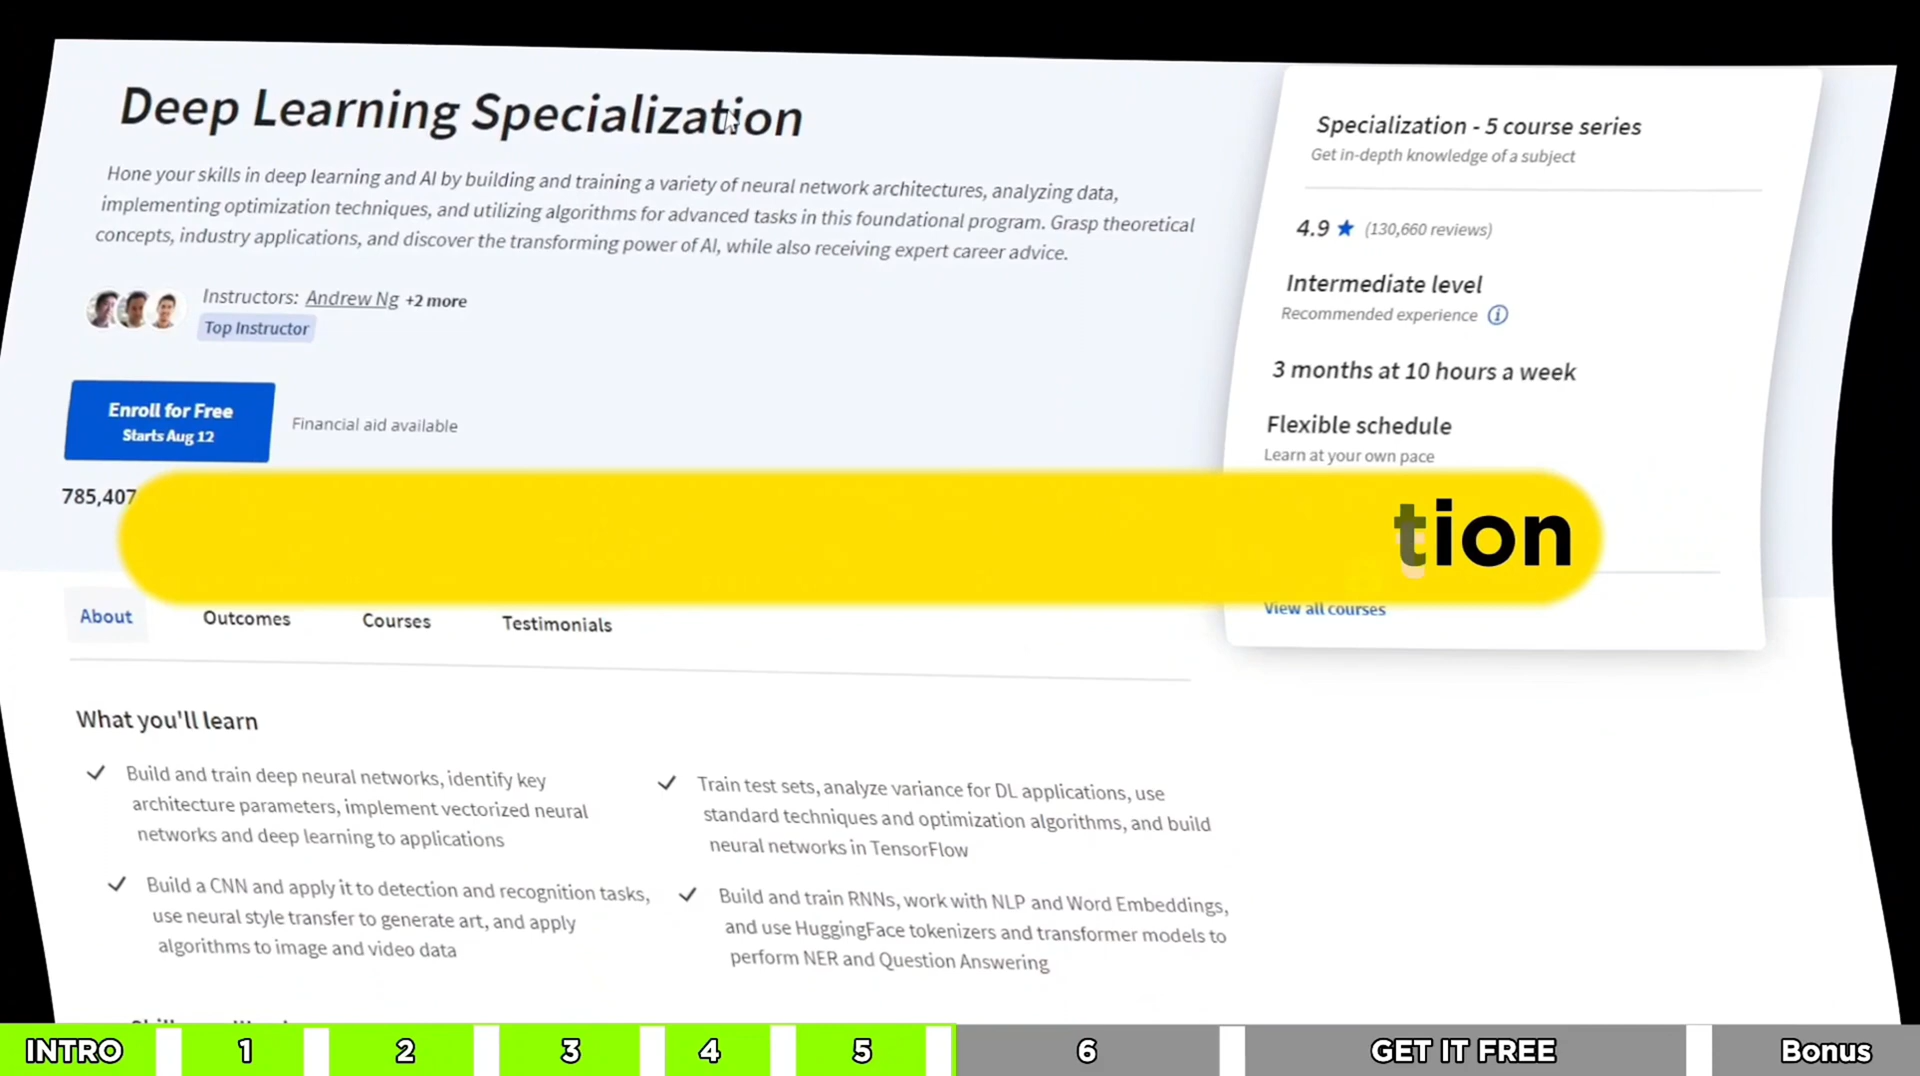 Deep Learning Specialization
Hone your skills in deep learning and AI by building and training a variety of neural network architectures, analyzing data,
implementing optimization techniques, and utilizing algorithms for advanced tasks in this foundational program. Grasp theoretical
concepts, industry applications, and discover the transforming power of AI, while also receiving expert career advice.
Instructors: Andrew Ng +2 more
Top Instructor
Enroll for Free
Starts Aug 12
Financial aid available
785,407
Specialization - 5 course series
Get in-depth knowledge of a subject
4.9 ★ (130,660 reviews)
Intermediate level
Recommended experience
3 months at 10 hours a week
Flexible schedule
Learn at your own pace
tion
View all courses
About
Outcomes
Courses
Testimonials
What you'll learn
Build and train deep neural networks, identify key
architecture parameters, implement vectorized neural
networks and deep learning to applications
Train test sets, analyze variance for DL applications, use
standard techniques and optimization algorithms, and build
neural networks in TensorFlow
Build a CNN and apply it to detection and recognition tasks,
use neural style transfer to generate art, and apply
algorithms to image and video data
Build and train RNNs, work with NLP and Word Embeddings,
and use HuggingFace tokenizers and transformer models to
perform NER and Question Answering
INTRO
1
2
3
4
5
6
GET IT FREE
Bonus